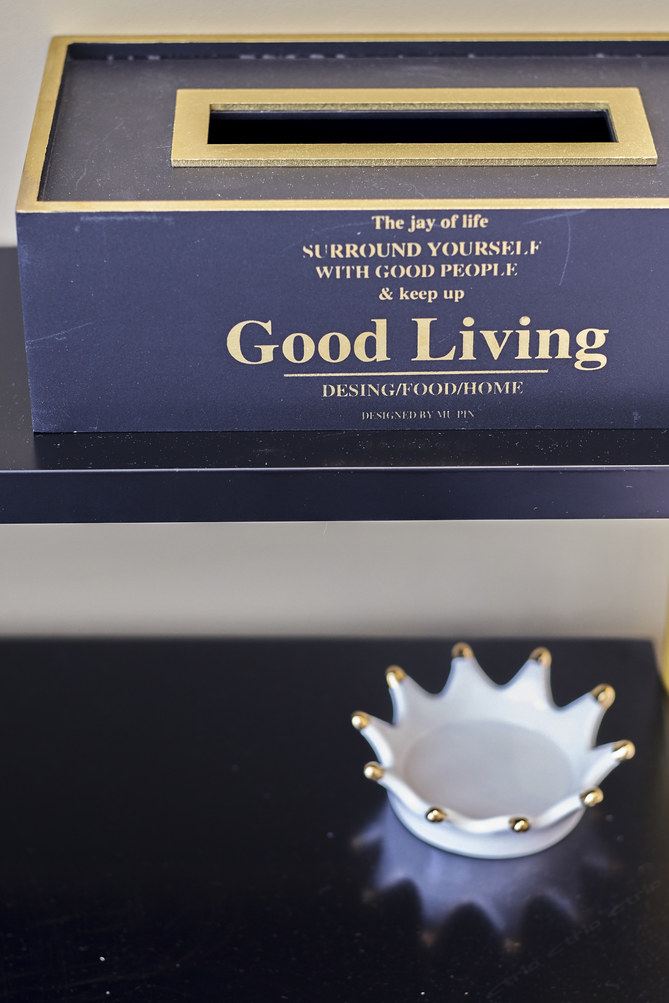 The jay of life
SURROUND YOURSELF
WITH GOOD PEOPLE
& keep up
Good Living
DESING/FOOD/HOME
DESIGNED BY MU PIN